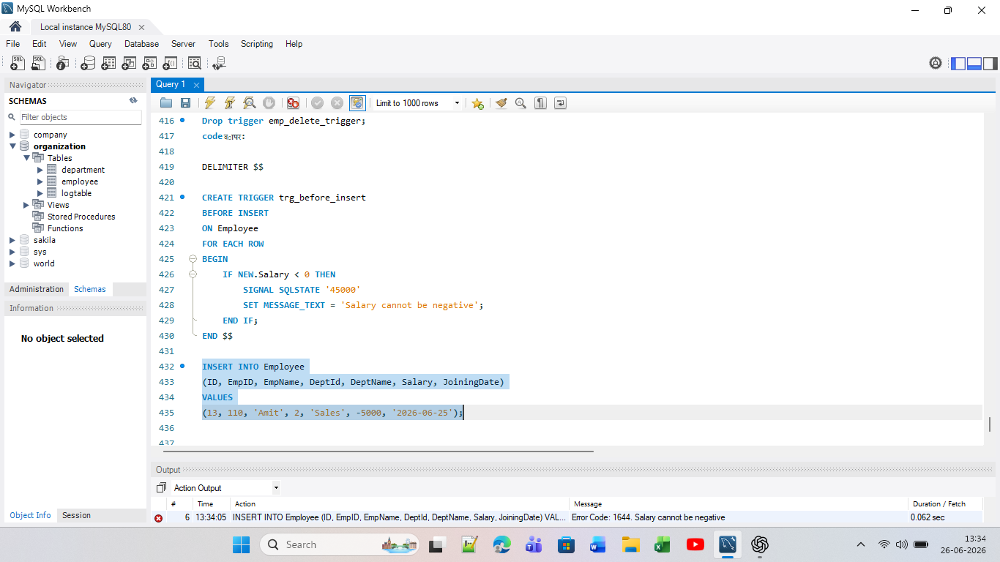 MySQL Workbench
Local instance MySQL80
File Edit View Query Database Server Tools Scripting Help
Navigator
SCHEMAS
Filter objects
company
organization
Tables
department
employee
logtable
Views
Stored Procedures
Functions
sakila
sys
world
Administration Schemas
Information
No object selected
Object Info Session
Query 1
Limit to 1000 rows
416 Drop trigger emp_delete_trigger;
417 code वापर:
418
419 DELIMITER $$
420
421 CREATE TRIGGER trg_before_insert
422 BEFORE INSERT
423 ON Employee
424 FOR EACH ROW
425 BEGIN
426 IF NEW.Salary < 0 THEN
427 SIGNAL SQLSTATE '45000'
428 SET MESSAGE_TEXT = 'Salary cannot be negative';
429 END IF;
430 END $$
431
432 INSERT INTO Employee
433 (ID, EmpID, EmpName, DeptId, DeptName, Salary, JoiningDate)
434 VALUES
435 (13, 110, 'Amit', 2, 'Sales', -5000, '2026-06-25');
436
437
Output
Action Output
# Time Action Message Duration / Fetch
6 13:34:05 INSERT INTO Employee (ID, EmpID, EmpName, DeptId, DeptName, Salary, JoiningDate) VAL... Error Code: 1644. Salary cannot be negative 0.062 sec
Search
13:34
26-06-2026